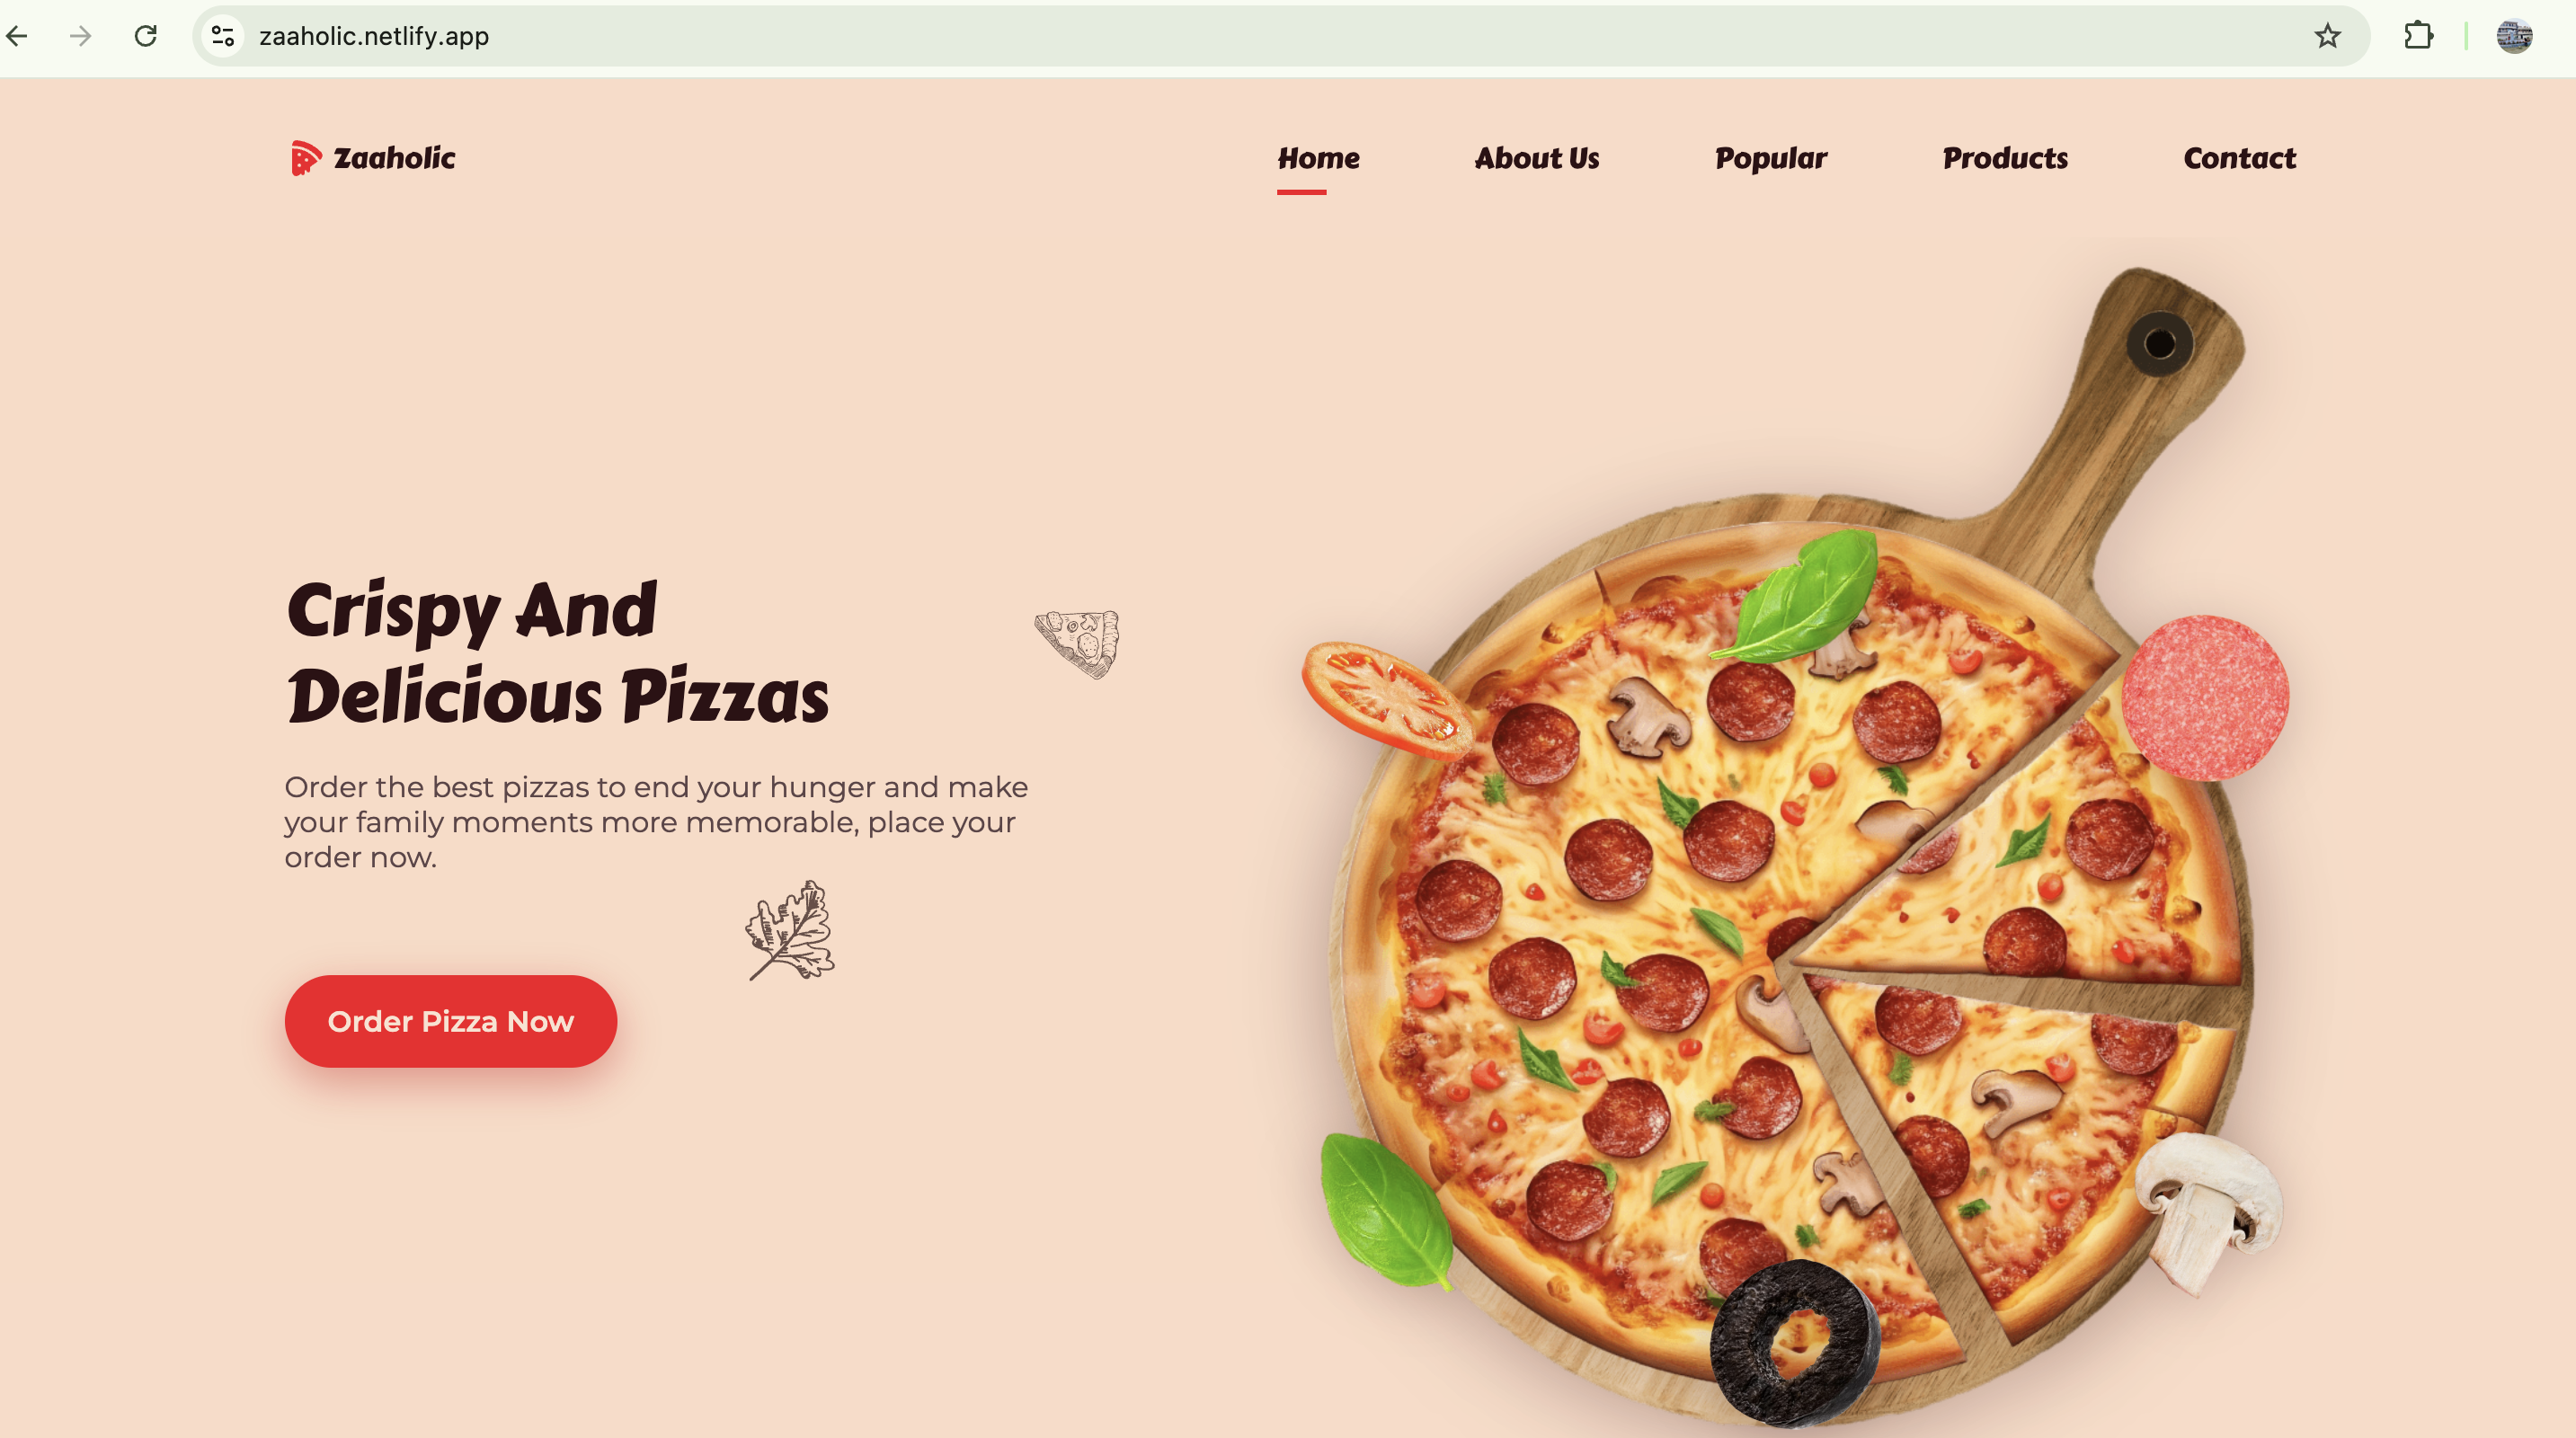 zaaholic.netlify.app
Zaaholic
Home
About Us
Popular
Products
Contact
Crispy And
Delicious Pizzas
Order the best pizzas to end your hunger and make
your family moments more memorable, place your
order now.
Order Pizza Now